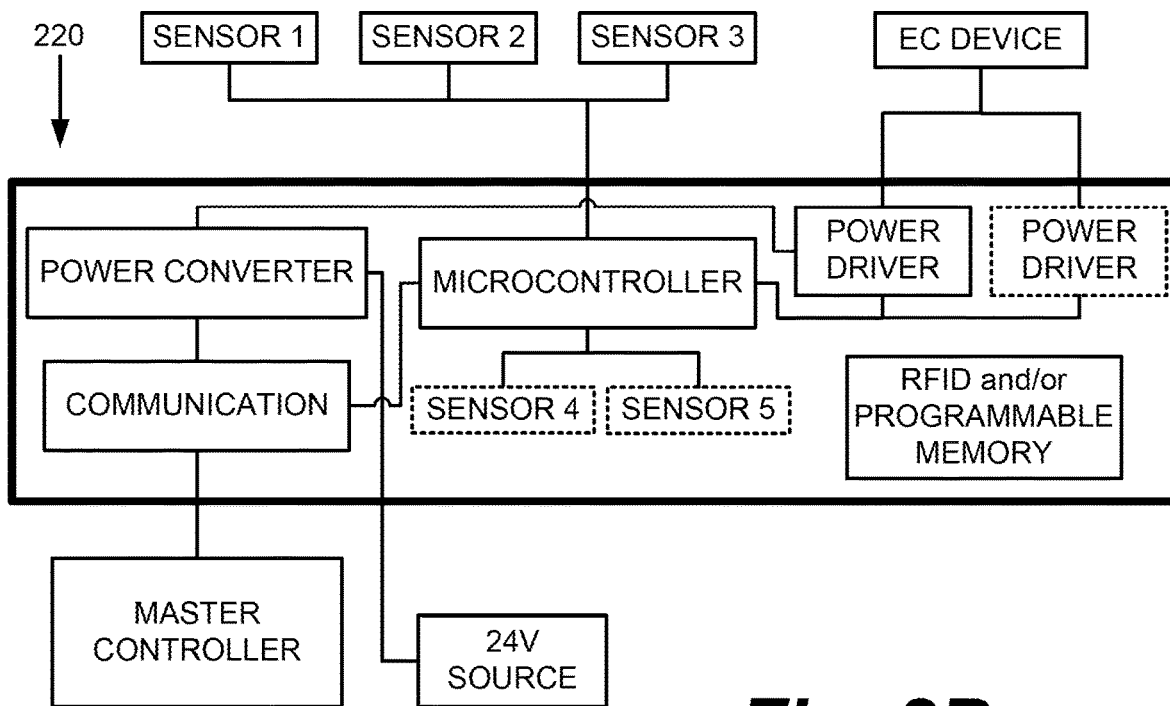 220
SENSOR 1
SENSOR 2
SENSOR 3
EC DEVICE
POWER CONVERTER
MICROCONTROLLER
POWER
DRIVER
POWER
DRIVER
COMMUNICATION
SENSOR 4
SENSOR 5
RFID and/or
PROGRAMMABLE
MEMORY
MASTER
CONTROLLER
24V
SOURCE